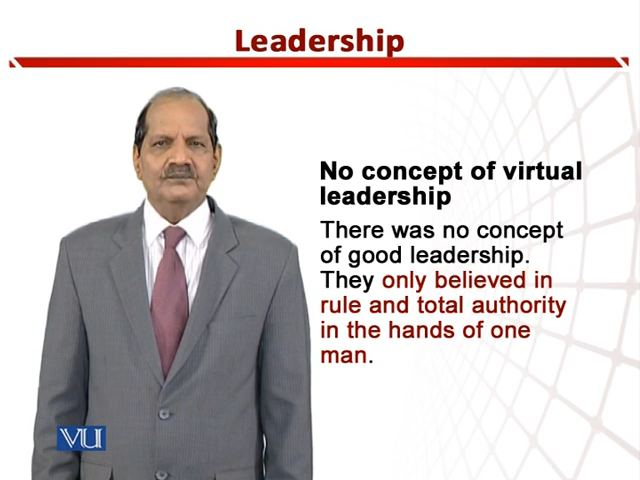 Leadership
No concept of virtual
leadership
There was no concept
of good leadership.
They only believed in
rule and total authority
in the hands of one
man.
VU